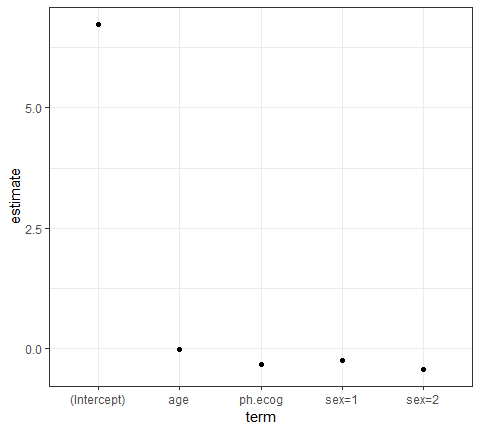 estimate
5.0
2.5
0.0
(Intercept) age ph.ecog sex=1 sex=2
term